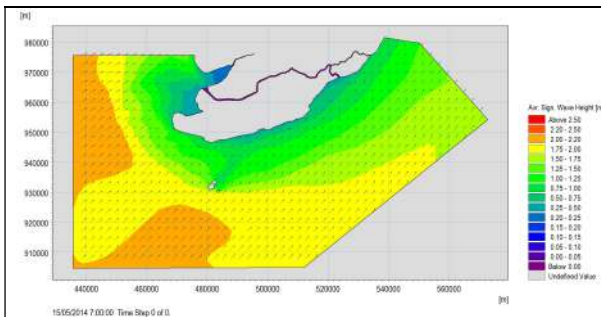 [m]
980000
970000
960000
950000
940000
930000
920000
910000
440000 460000 480000 500000 520000 540000 560000
[m]
15/05/2014 7:00:00 Time Step 0 of 0.
Avr. Sign. Wave Height [m]
Above 2.50
2.20 - 2.50
2.00 - 2.20
1.75 - 2.00
1.50 - 1.75
1.25 - 1.50
1.00 - 1.25
0.75 - 1.00
0.50 - 0.75
0.25 - 0.50
0.20 - 0.25
0.15 - 0.20
0.10 - 0.15
0.05 - 0.10
0.00 - 0.05
Below 0.00
Undefined Value